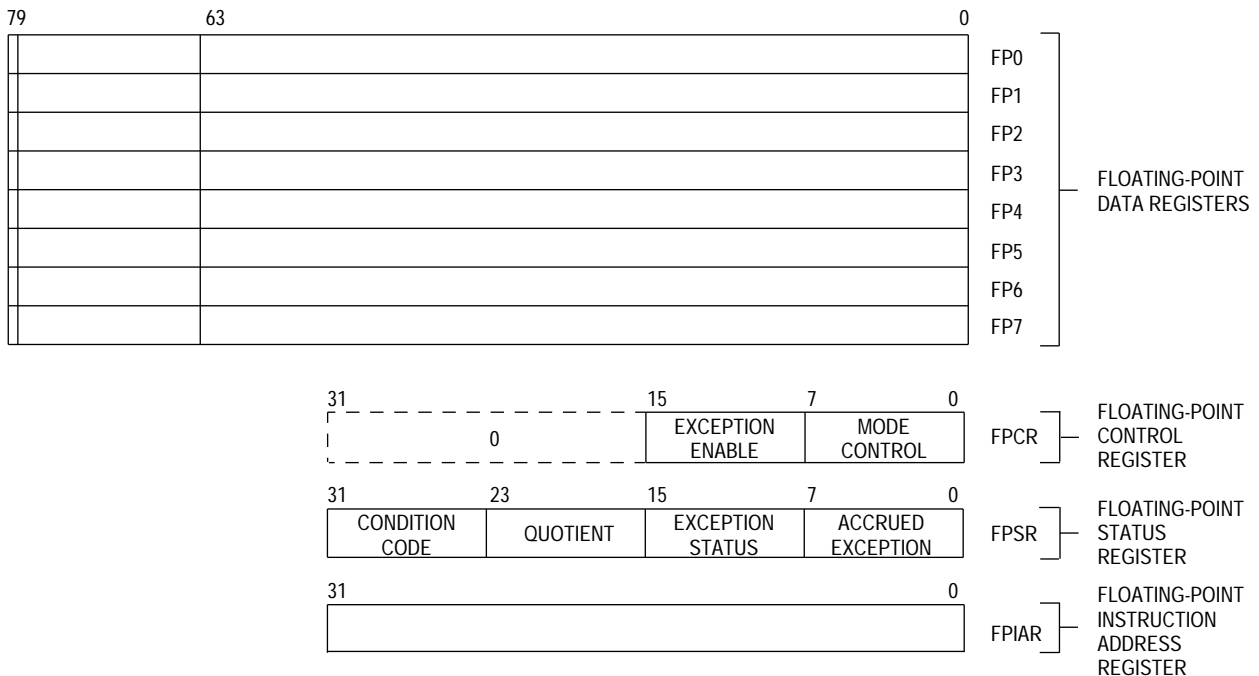 79 63 0
FP0
FP1
FP2
FP3
FP4
FP5
FP6
FP7
FLOATING-POINT
DATA REGISTERS
31 15 7 0
0
EXCEPTION
ENABLE
MODE
CONTROL
FPCR
FLOATING-POINT
CONTROL
REGISTER
31 23 15 7 0
CONDITION
CODE
QUOTIENT
EXCEPTION
STATUS
ACCRUED
EXCEPTION
FPSR
FLOATING-POINT
STATUS
REGISTER
31 0
FPIAR
FLOATING-POINT
INSTRUCTION
ADDRESS
REGISTER